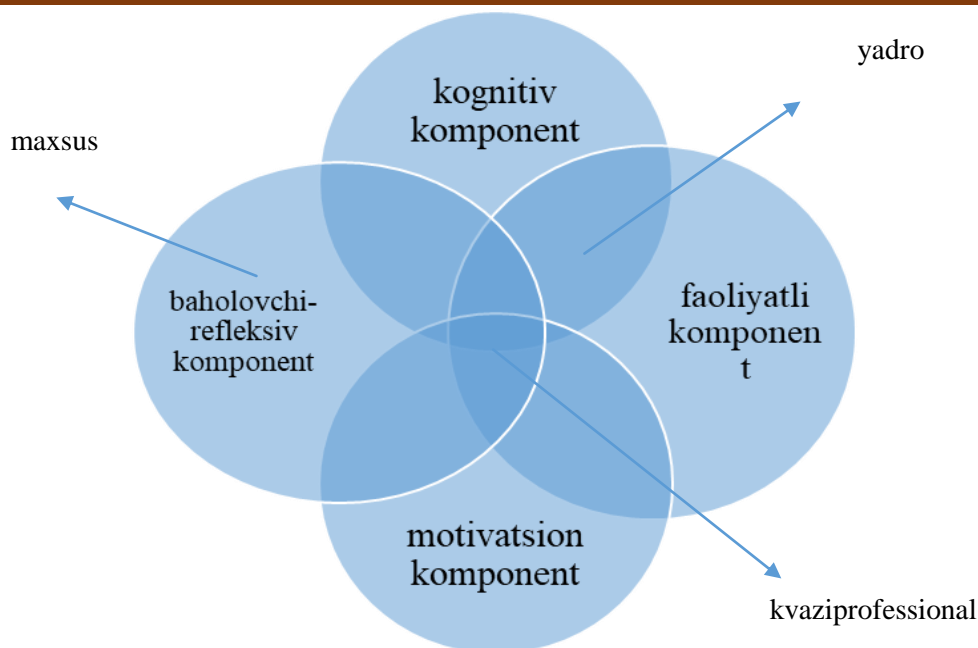 yadro
kognitiv
komponent
maxsus
baholovchi-
refleksiv
komponent
faoliyatli
komponen
t
motivatsion
komponent
kvaziprofessional